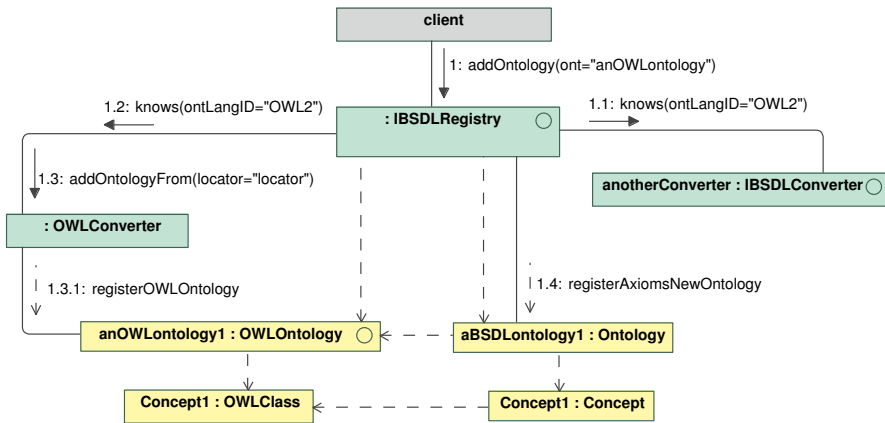 client
1: addOntology(ont="anOWLontology")
1.2: knows(ontLangID="OWL2")
1.1: knows(ontLangID="OWL2")
: IBSDLRegistry
1.3: addOntologyFrom(locator="locator")
anotherConverter : IBSDLConverter
: OWLConverter
1.3.1: registerOWLOntology
1.4: registerAxiomsNewOntology
anOWLontology1 : OWLOntology
aBSDLontology1 : Ontology
Concept1 : OWLClass
Concept1 : Concept